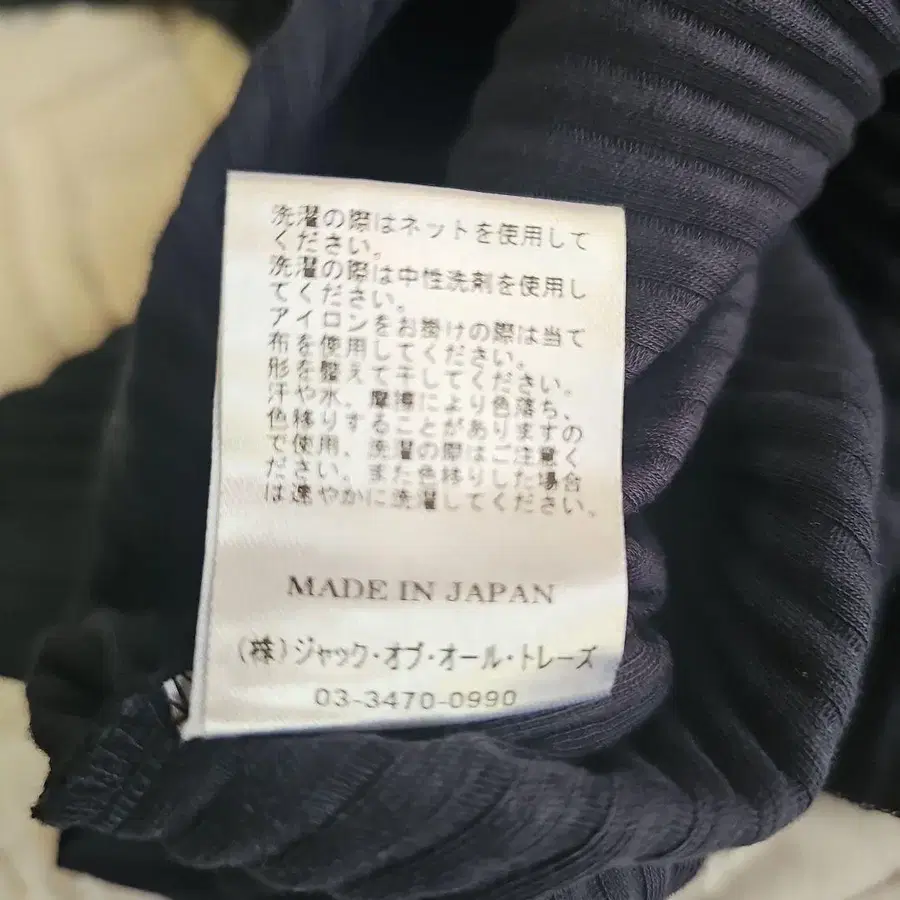 洗濯の際はネットを使用して
ください。
洗濯の際は中性洗剤を使用し
てください。
アイロンをお掛けの際は当て
布を使用してください。
形を整えて干してください。
汗や水、摩擦により色落ち、
色移りすることがありますの
で使用、洗濯の際はご注意く
ださい。また色移りした場合
は速やかに洗濯してください。
MADE IN JAPAN
(株)ジャック・オブ・オール・トレーズ
03-3470-0990